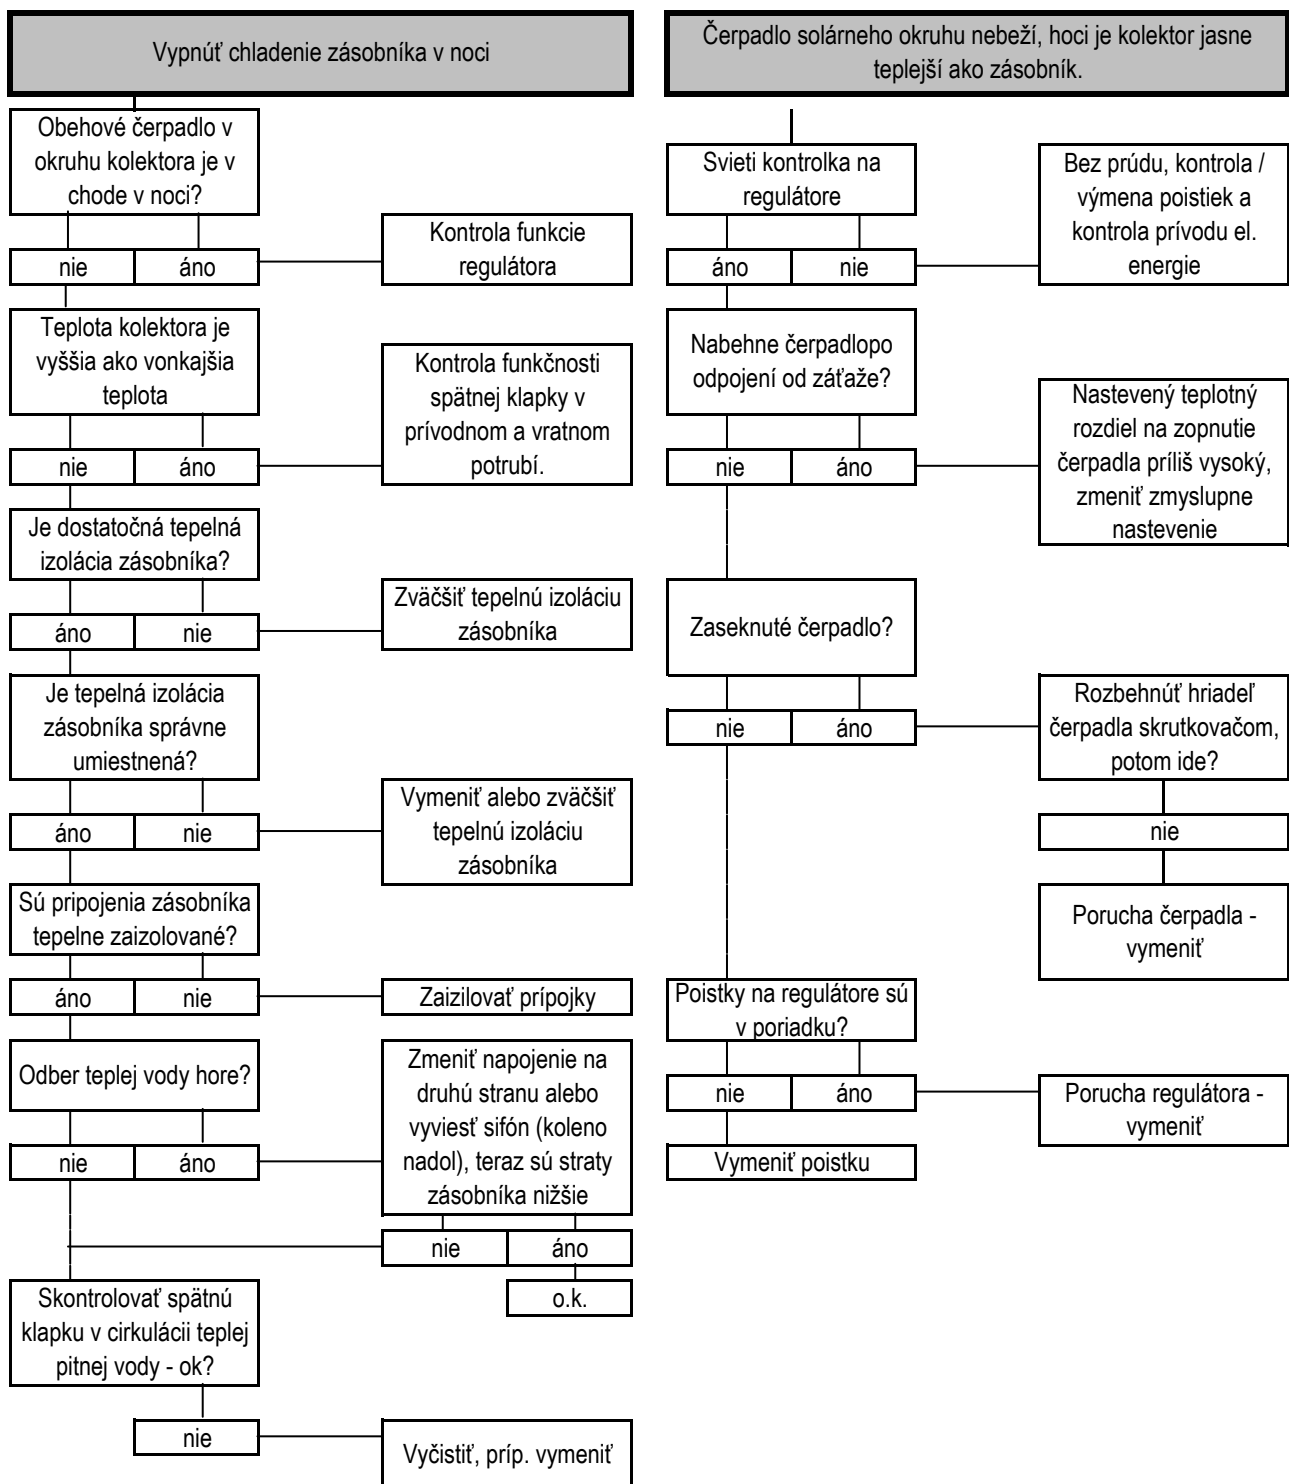 Vypnúť chladenie zásobníka v noci
Obehové čerpadlo v
okruhu kolektora je v
chode v noci?
nie
áno
Kontrola funkcie
regulátora
Teplota kolektora je
vyššia ako vonkajšia
teplota
nie
áno
Kontrola funkčnosti
spätnej klapky v
prívodnom a vratnom
potrubí.
Je dostatočná tepelná
izolácia zásobníka?
áno
nie
Zväčšiť tepelnú izoláciu
zásobníka
Je tepelná izolácia
zásobníka správne
umiestnená?
áno
nie
Vymeniť alebo zväčšiť
tepelnú izoláciu
zásobníka
Sú pripojenia zásobníka
tepelne zaizolované?
áno
nie
Zaizilovať prípojky
Odber teplej vody hore?
nie
áno
Zmeniť napojenie na
druhú stranu alebo
vyviesť sifón (koleno
nadol), teraz sú straty
zásobníka nižšie
nie
áno
o.k.
Skontrolovať spätnú
klapku v cirkulácii teplej
pitnej vody - ok?
nie
Vyčistiť, príp. vymeniť
Čerpadlo solárneho okruhu nebeží, hoci je kolektor jasne
teplejší ako zásobník.
Svieti kontrolka na
regulátore
áno
nie
Bez prúdu, kontrola /
výmena poistiek a
kontrola prívodu el.
energie
Nabehne čerpadlopo
odpojení od záťaže?
nie
áno
Nastevený teplotný
rozdiel na zopnutie
čerpadla príliš vysoký,
zmeniť zmyslupne
nastevenie
Zaseknuté čerpadlo?
nie
áno
Rozbehnúť hriadeľ
čerpadla skrutkovačom,
potom ide?
nie
Porucha čerpadla -
vymeniť
Poistky na regulátore sú
v poriadku?
nie
áno
Porucha regulátora -
vymeniť
Vymeniť poistku